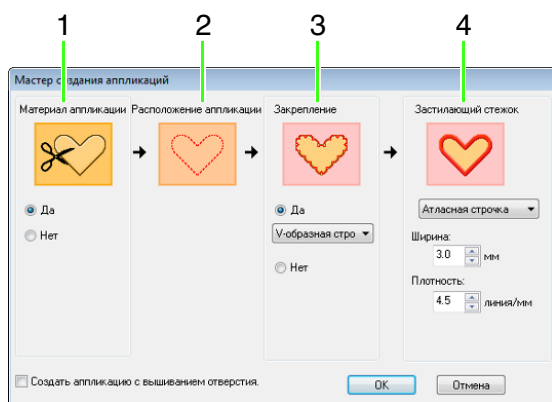 1 2 3 4
Мастер создания аппликаций
Материал аппликации Расположение аппликации Закрепление Застилающий стежок
Да Да Атласная строчка
Нет V-образная стро Ширина:
3.0 мм
Нет Плотность:
4.5 линия/мм
Создать аппликацию с вышиванием отверстия. OK Отмена